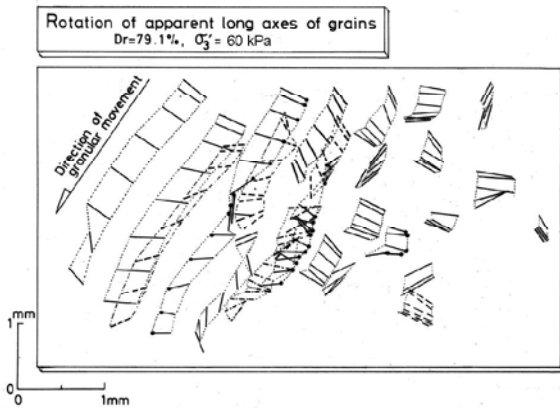 Rotation of apparent long axes of grains
Dr=79.1%, σ₃′= 60 kPa
Direction of
granular movement
1mm
0
0 1mm